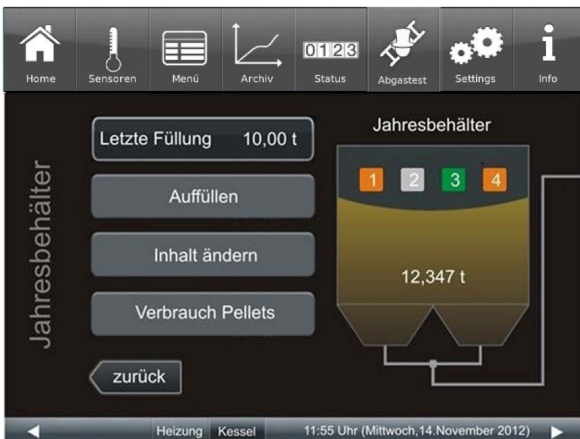 0123
Home Sensoren Menü Archiv Status Abgastest Settings Info
Jahresbehälter
Letzte Füllung 10,00 t
Auffüllen
Inhalt ändern
Verbrauch Pellets
zurück
Jahresbehälter
1 2 3 4
12,347 t
Heizung Kessel 11:55 Uhr (Mittwoch,14.November 2012)